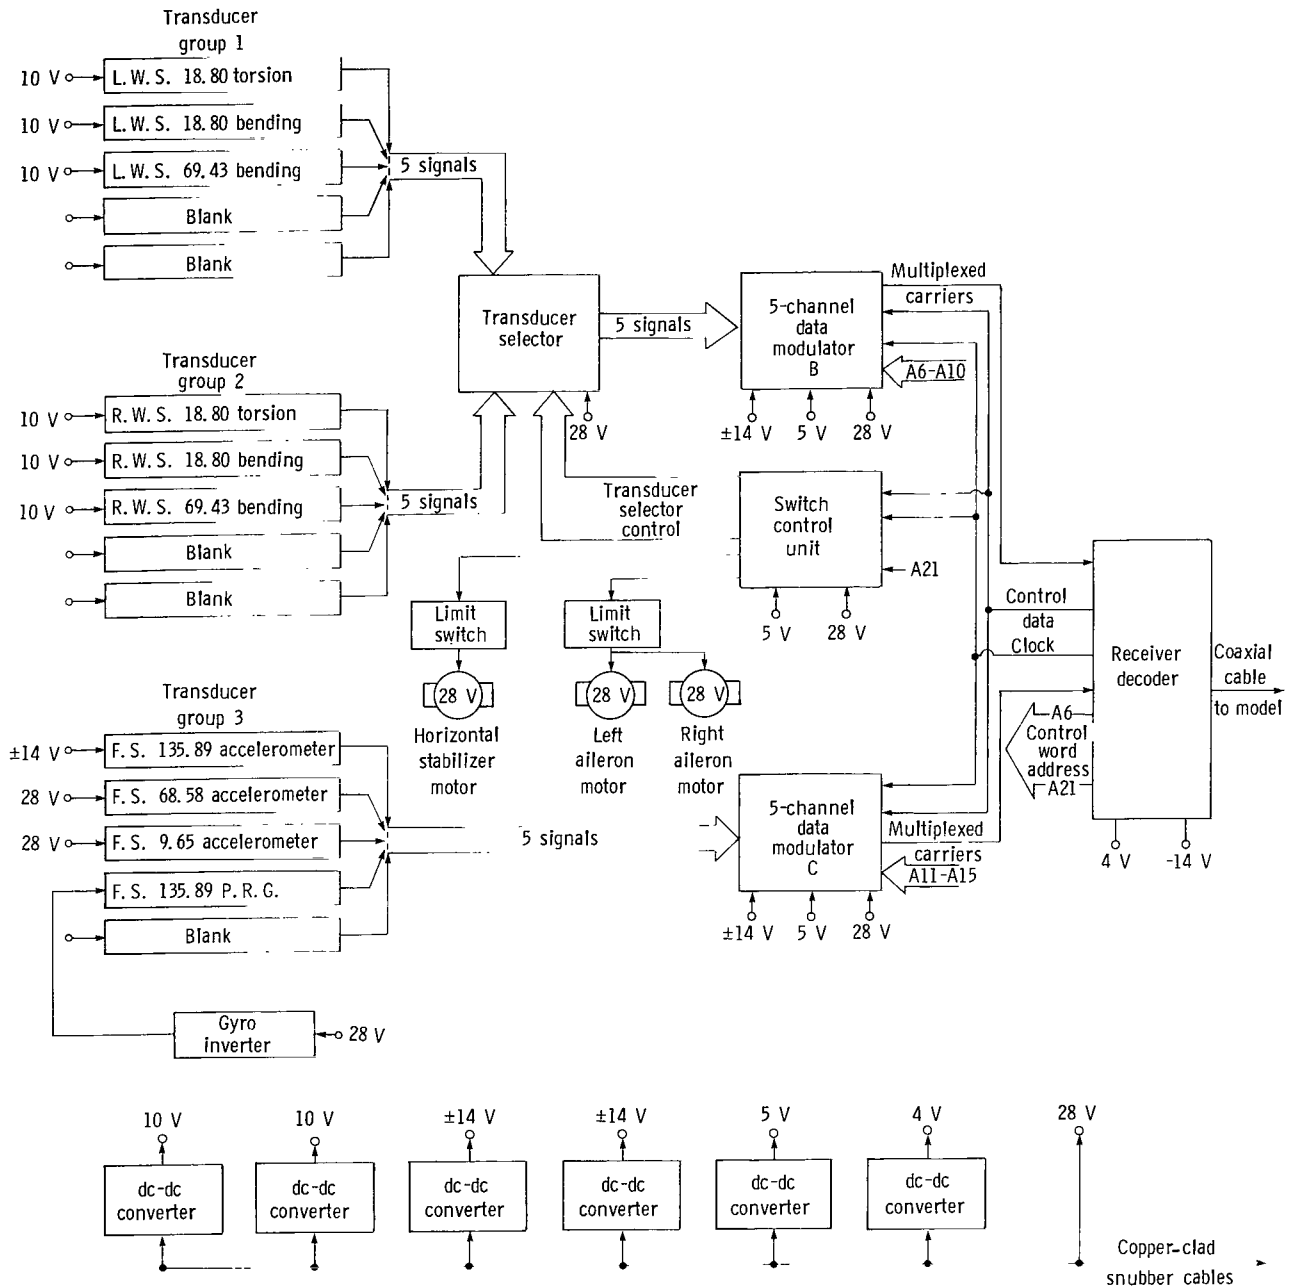 Transducer
group 1
10 V
L. W. S. 18.80 torsion
10 V
L. W. S. 18.80 bending
10 V
L. W. S. 69.43 bending
Blank
Blank
5 signals
Transducer
selector
28 V
5 signals
5-channel
data
modulator
B
±14 V
5 V
28 V
Multiplexed
carriers
A6-A10
Transducer
group 2
10 V
R. W. S. 18.80 torsion
10 V
R. W. S. 18.80 bending
10 V
R. W. S. 69.43 bending
Blank
Blank
5 signals
Transducer
selector
control
Switch
control
unit
A21
5 V
28 V
Limit
switch
28 V
Horizontal
stabilizer
motor
Limit
switch
28 V
Left
aileron
motor
28 V
Right
aileron
motor
Control
data
Clock
Receiver
decoder
Coaxial
cable
to model
A6
Control
word
address
A21
4 V
-14 V
Transducer
group 3
±14 V
F. S. 135.89 accelerometer
28 V
F. S. 68.58 accelerometer
28 V
F. S. 9.65 accelerometer
F. S. 135.89 P. R. G.
Blank
5 signals
5-channel
data
modulator
C
Multiplexed
carriers
A11-A15
±14 V
5 V
28 V
Gyro
inverter
28 V
10 V
dc-dc
converter
10 V
dc-dc
converter
±14 V
dc-dc
converter
±14 V
dc-dc
converter
5 V
dc-dc
converter
4 V
dc-dc
converter
28 V
Copper-clad
snubber cables